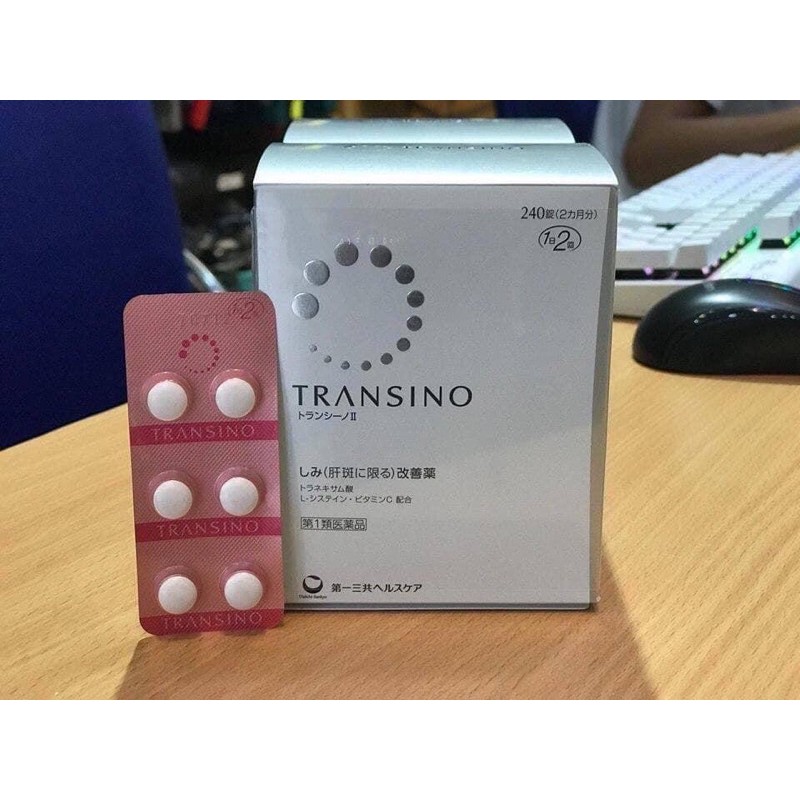 240錠(2カ月分)
1日2回
TRANSINO
トランシーノⅡ
しみ(肝斑に限る)改善薬
トラネキサム酸
L-システイン・ビタミンC 配合
第1類医薬品
第一三共ヘルスケア
Daiichi-Sankyo
TRANSINO
TRANSINO
TRANSINO